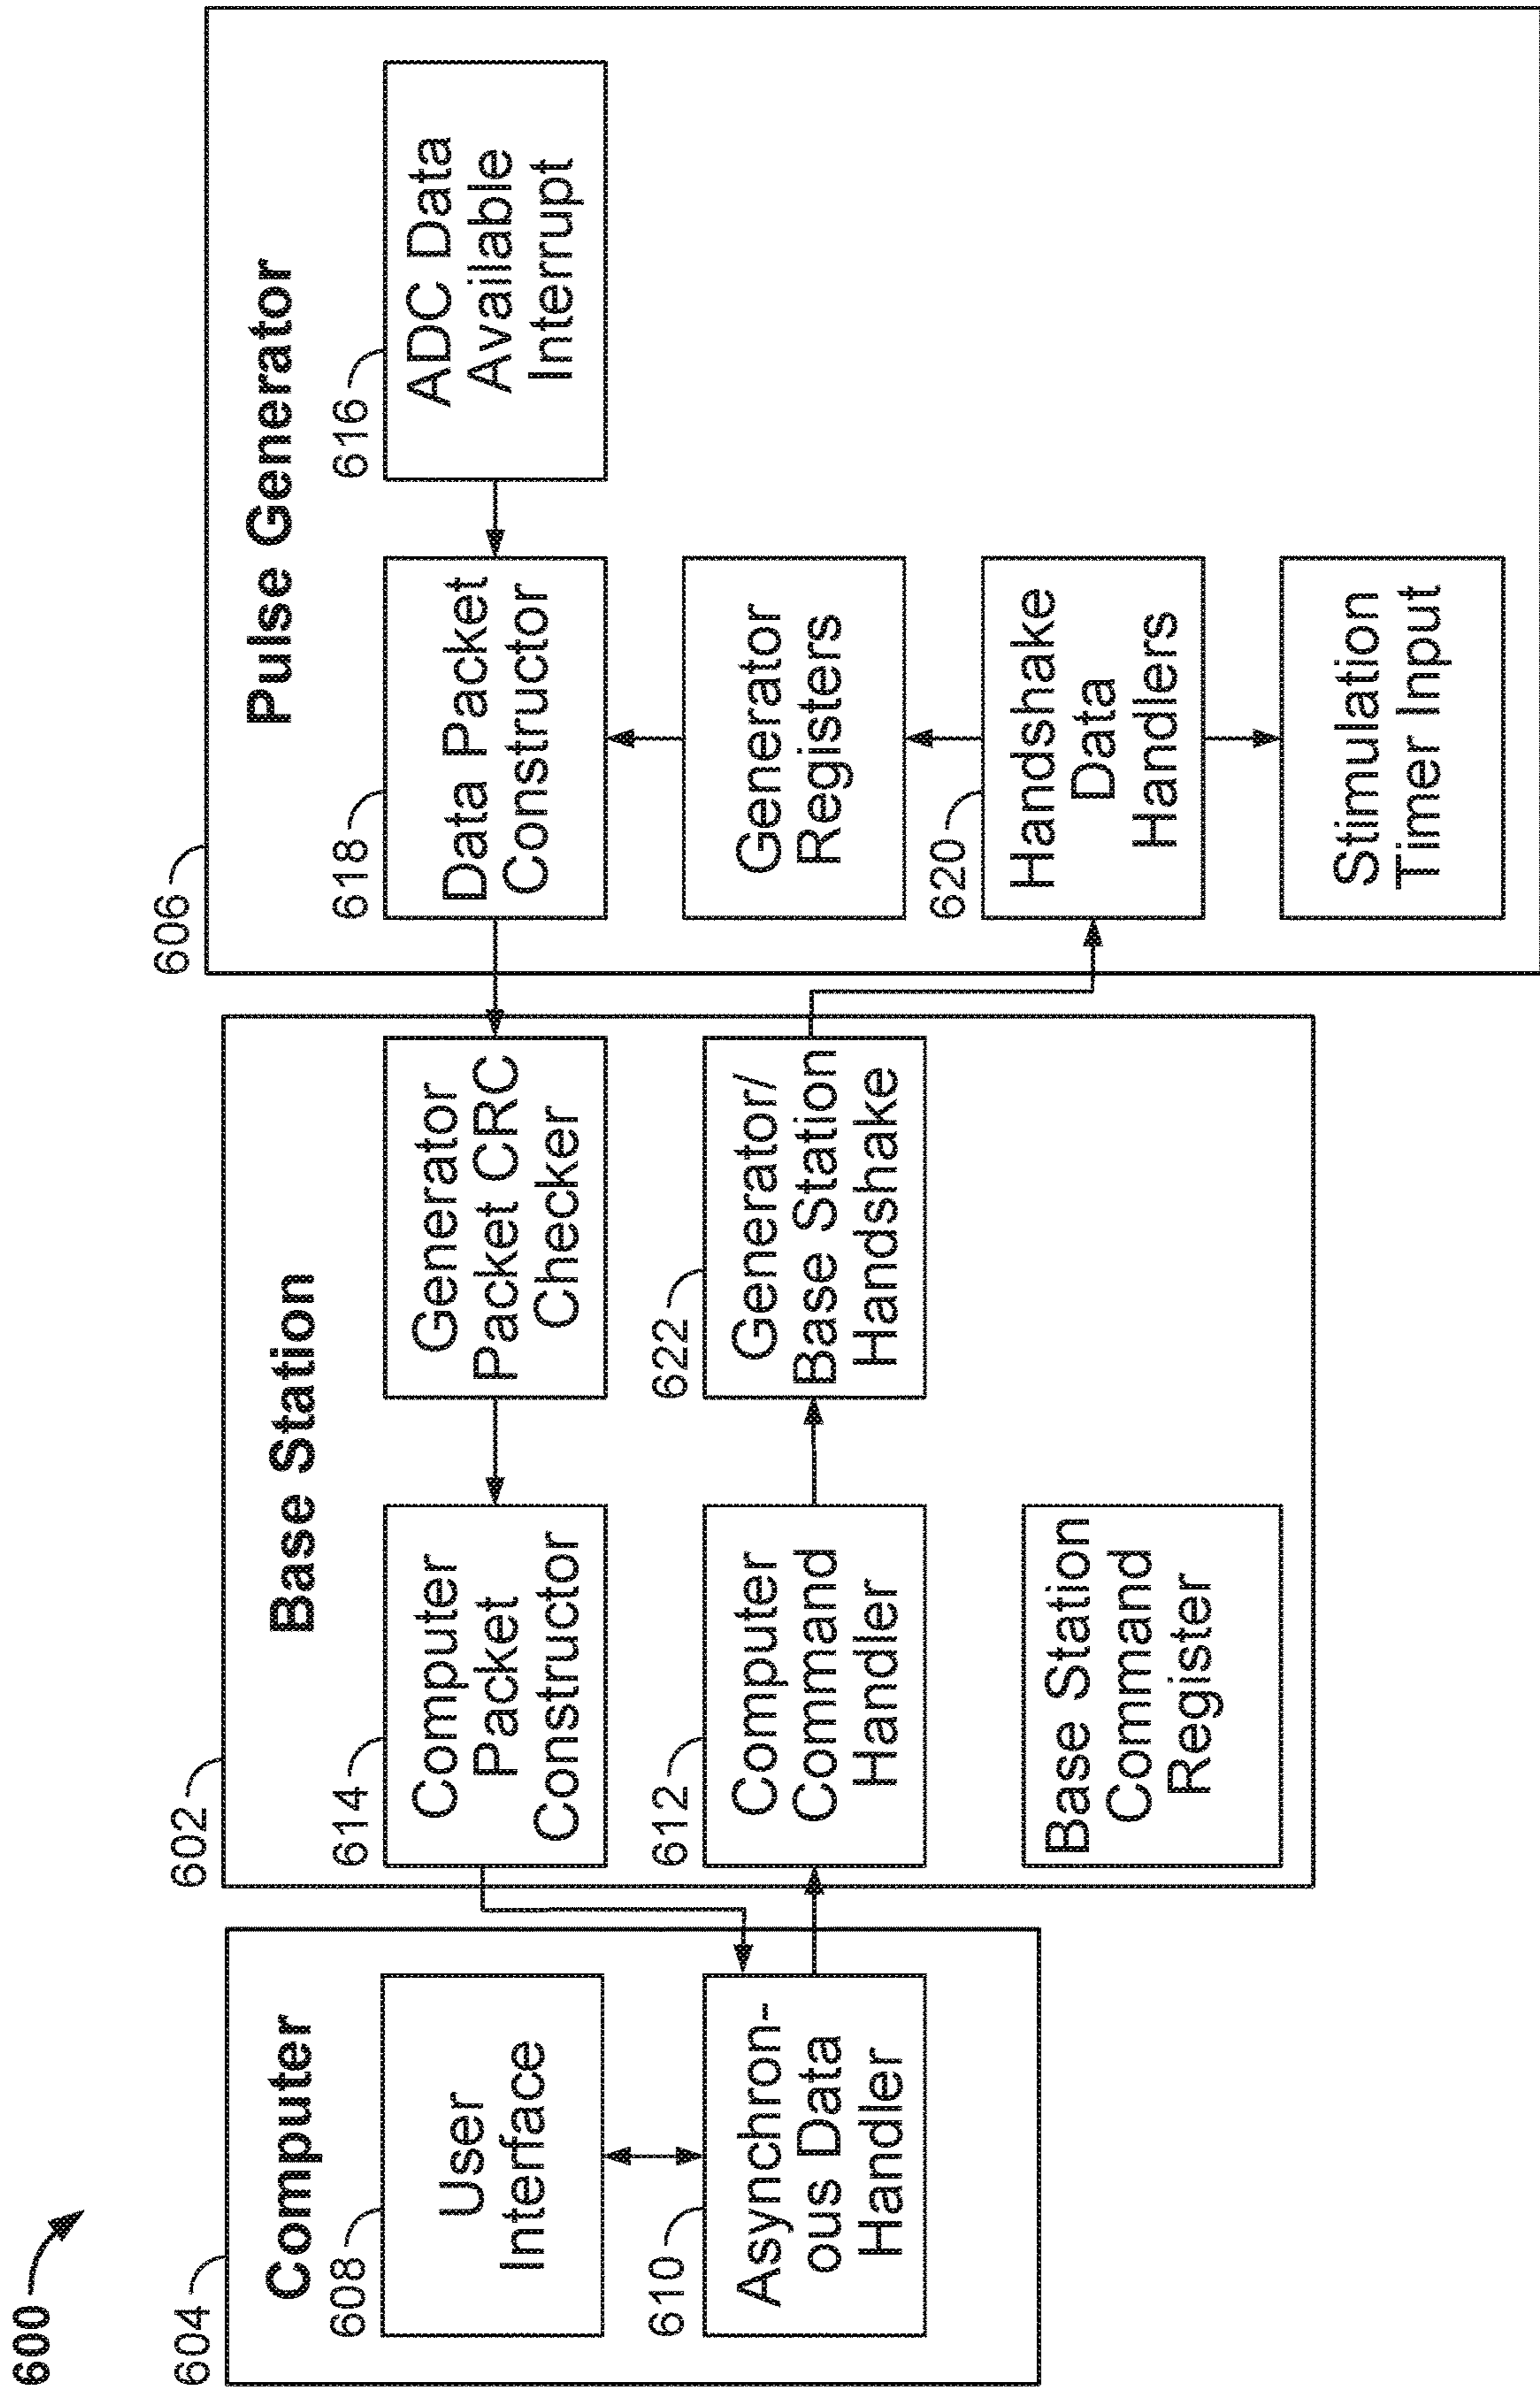 600
604
Computer
608
User
Interface
610
Asynchron-
ous Data
Handler
602
Base Station
614
Computer
Packet
Constructor
Generator
Packet CRC
Checker
612
Computer
Command
Handler
622
Generator/
Base Station
Handshake
Base Station
Command
Register
606
Pulse Generator
618
Data Packet
Constructor
616
ADC Data
Available
Interrupt
Generator
Registers
620
Handshake
Data
Handlers
Stimulation
Timer Input